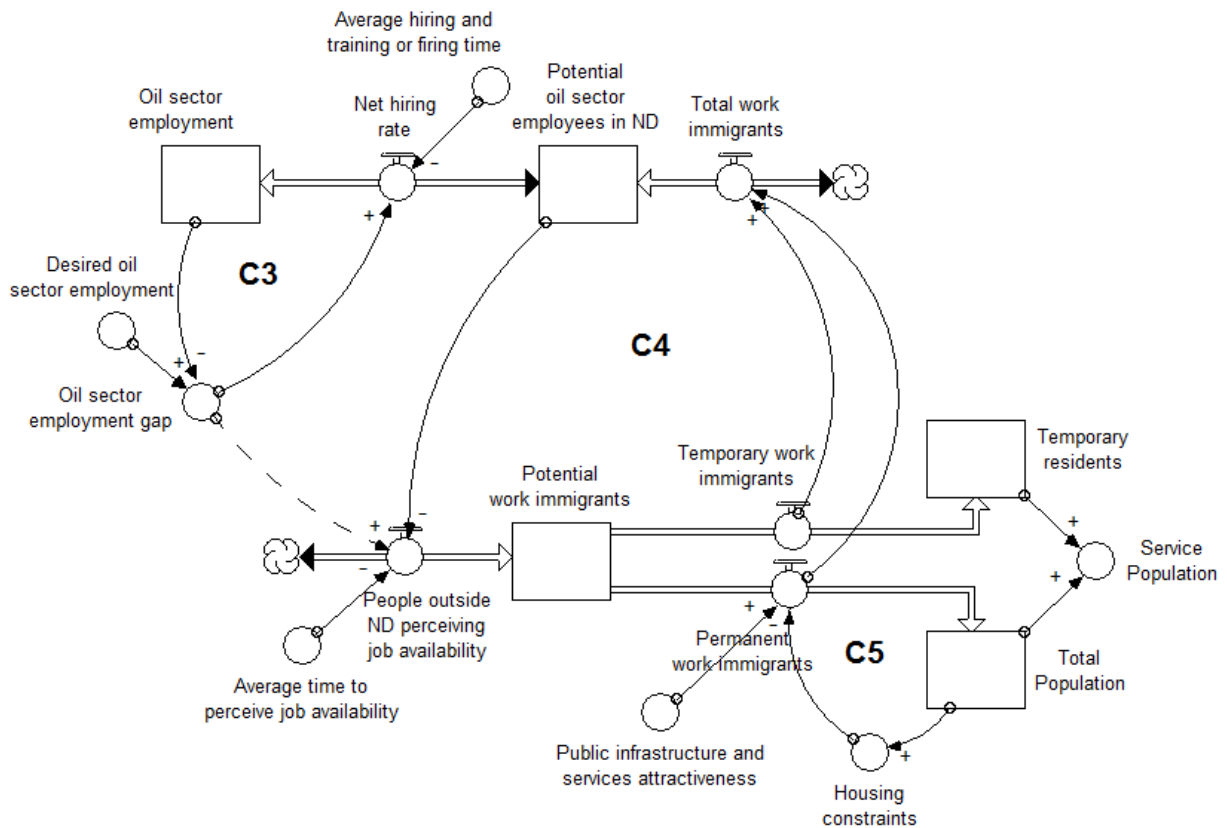 Average hiring and
training or firing time
Oil sector
employment
Net hiring
rate
Potential
oil sector
employees in ND
Total work
immigrants
−
+
+
+
C3
Desired oil
sector employment
+
−
Oil sector
employment gap
C4
Potential
work immigrants
Temporary work
immigrants
Temporary
residents
+
−
−
+
+
Service
Population
People outside
ND perceiving
job availability
+
−
Permanent
work immigrants
C5
Total
Population
Average time to
perceive job availability
Public infrastructure and
services attractiveness
+
Housing
constraints